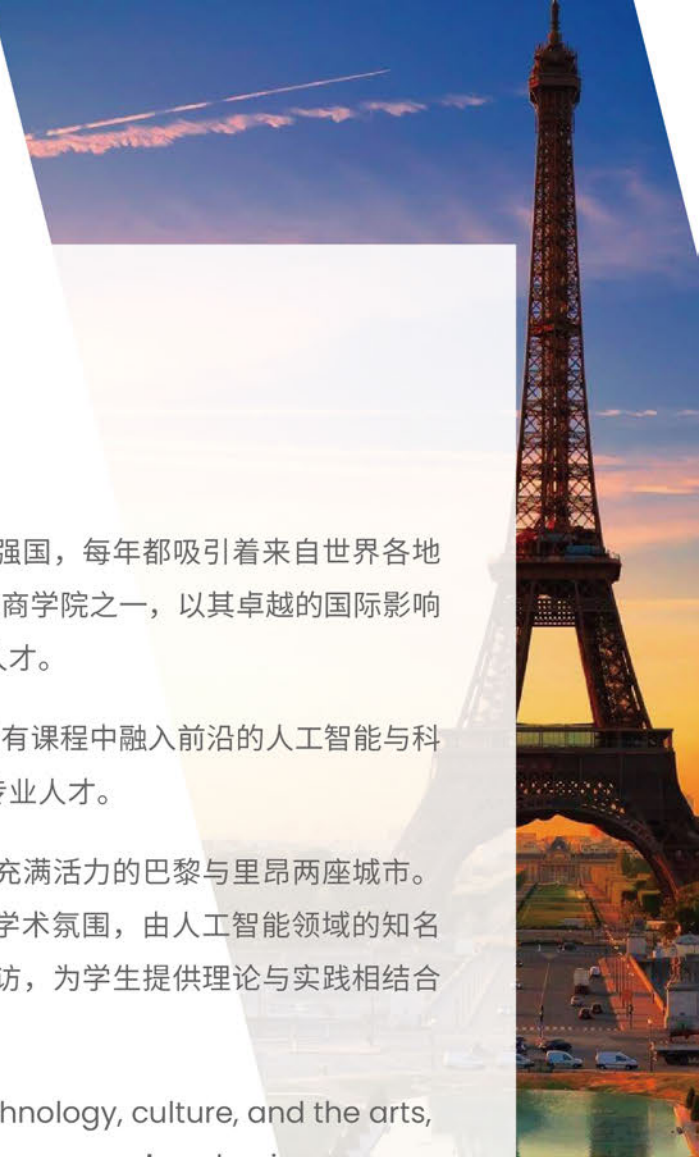 强国，每年都吸引着来自世界各地
商学院之一，以其卓越的国际影响
人才。
有课程中融入前沿的人工智能与科
专业人才。
充满活力的巴黎与里昂两座城市。
学术氛围，由人工智能领域的知名
访，为学生提供理论与实践相结合
hnology, culture, and the arts,